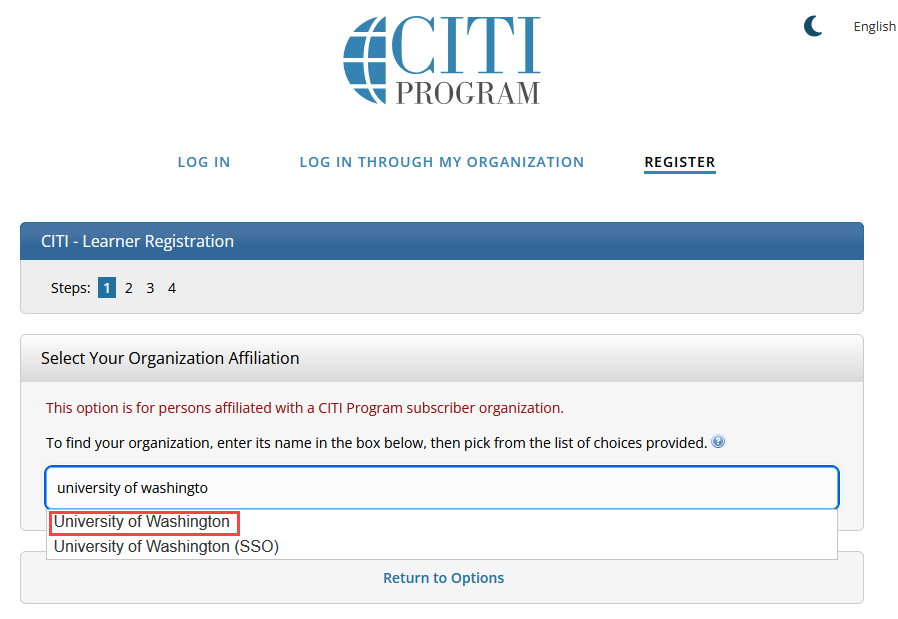 CITI
PROGRAM
English
LOG IN
LOG IN THROUGH MY ORGANIZATION
REGISTER
CITI - Learner Registration
Steps: 1 2 3 4
Select Your Organization Affiliation
This option is for persons affiliated with a CITI Program subscriber organization.
To find your organization, enter its name in the box below, then pick from the list of choices provided. ?
university of washingto
University of Washington
University of Washington (SSO)
Return to Options